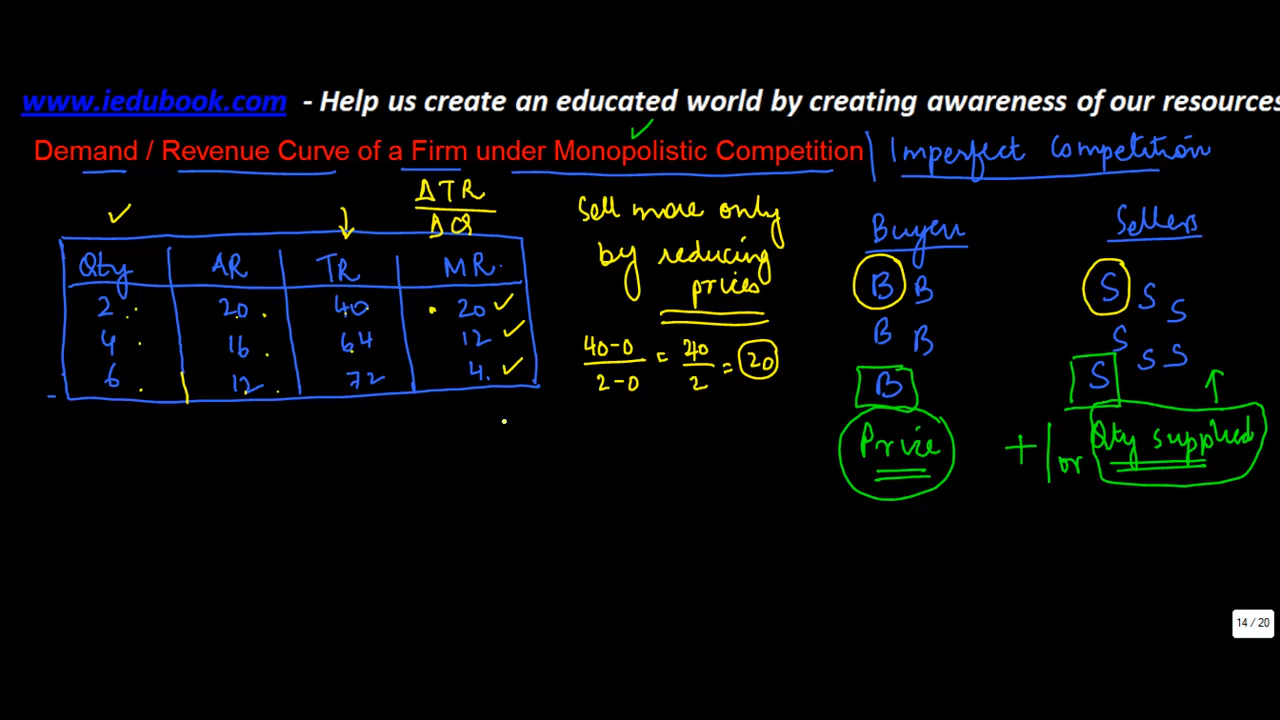 www.iedubook.com - Help us create an educated world by creating awareness of our resources
Demand / Revenue Curve of a Firm under Monopolistic Competition | Imperfect Competition
ΔTR
ΔQ
Qty AR TR MR
2 20 40 20
4 16 64 12
6 12 72 4
Sell more only
by reducing
prices
40-0 = 40 = 20
2-0 2
Buyers Sellers
B B S S S
B B S S S
B S
Price + | or Qty supplied
14 / 20